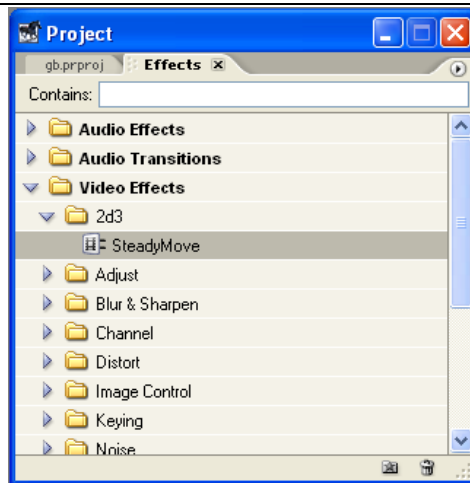 Project
gb.prproj Effects
Contains:
Audio Effects
Audio Transitions
Video Effects
2d3
SteadyMove
Adjust
Blur & Sharpen
Channel
Distort
Image Control
Keying
Noise